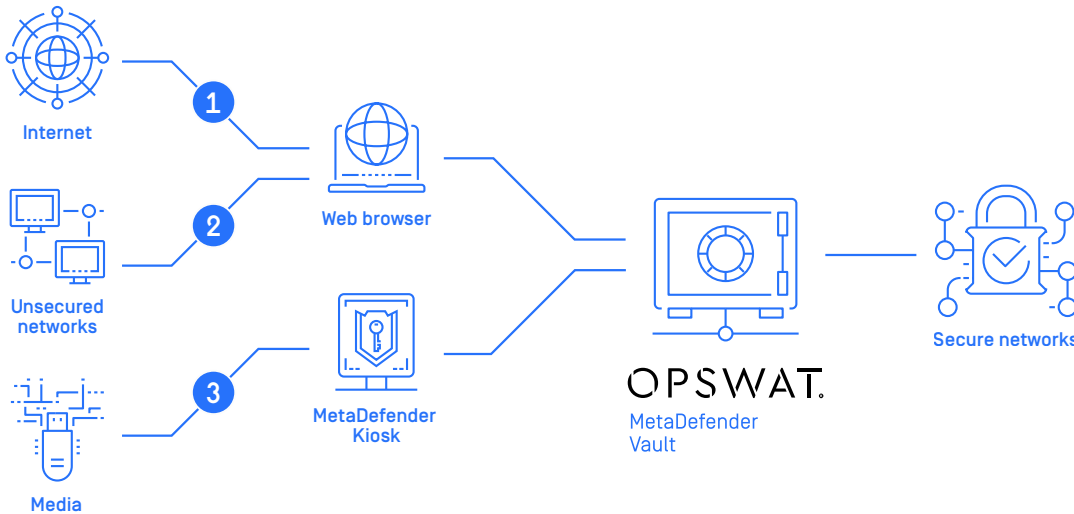 Internet
1
Web browser
2
Unsecured
networks
MetaDefender
Kiosk
3
Media
OPSWAT.
MetaDefender
Vault
Secure networks